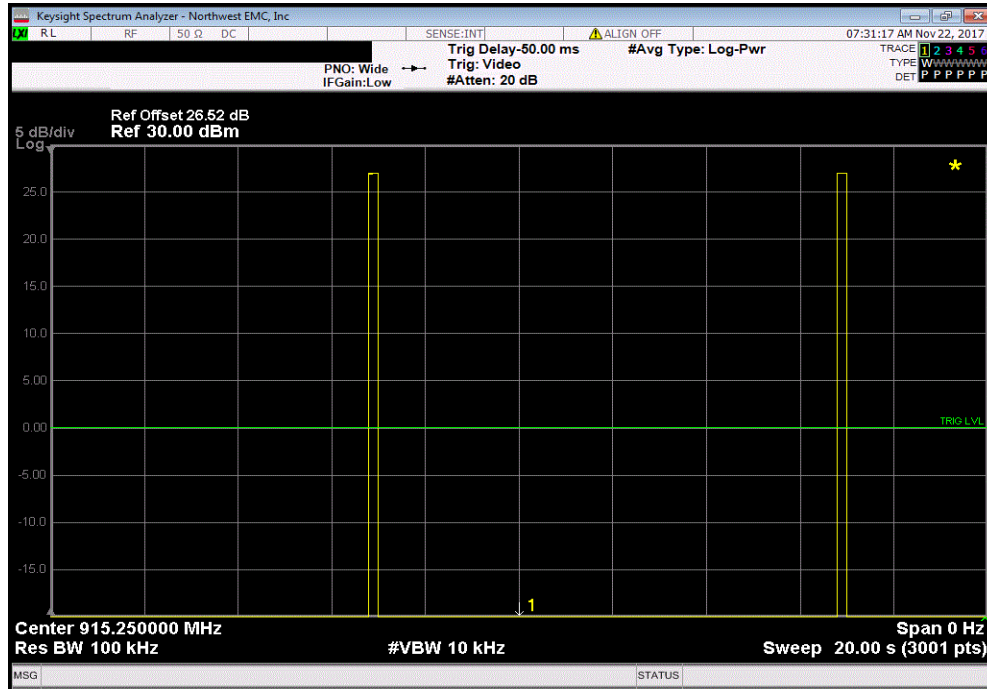 Keysight Spectrum Analyzer - Northwest EMC, Inc
LXI RL RF 50 Ω DC SENSE:INT ALIGN OFF 07:31:17 AM Nov 22, 2017
Trig Delay-50.00 ms #Avg Type: Log-Pwr TRACE 1 2 3 4 5 6
PNO: Wide Trig: Video TYPE WWWWWW
IFGain:Low #Atten: 20 dB DET P P P P P P
Ref Offset 26.52 dB
5 dB/div Ref 30.00 dBm
Log
*
25.0
20.0
15.0
10.0
5.00
0.00 TRIG LVL
-5.00
-10.0
-15.0
1
Center 915.250000 MHz Span 0 Hz
Res BW 100 kHz #VBW 10 kHz Sweep 20.00 s (3001 pts)
MSG STATUS